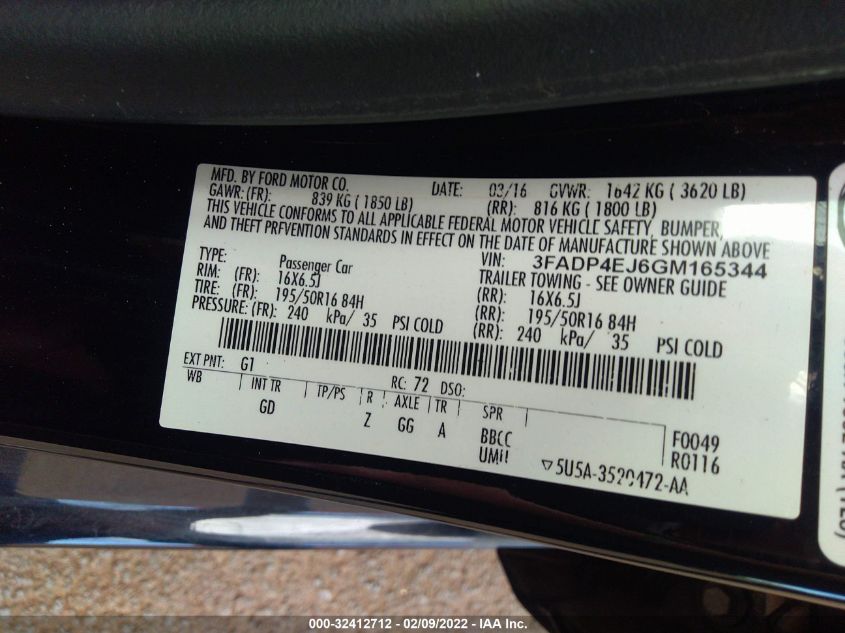 MFD. BY FORD MOTOR CO. DATE: 03/16 GVWR: 1642 KG ( 3620 LB)
GAWR: (FR): 839 KG ( 1850 LB) (RR): 816 KG ( 1800 LB)
THIS VEHICLE CONFORMS TO ALL APPLICABLE FEDERAL MOTOR VEHICLE SAFETY, BUMPER,
AND THEFT PRFVENTION STANDARDS IN EFFECT ON THE DATE OF MANUFACTURE SHOWN ABOVE
VIN: 3FADP4EJ6GM165344
TYPE: Passenger Car TRAILER TOWING - SEE OWNER GUIDE
RIM: (FR): 16X6.5J (RR): 16X6.5J
TIRE: (FR): 195/50R16 84H (RR): 195/50R16 84H
PRESSURE: (FR): 240 kPa/ 35 PSI COLD (RR): 240 kPa/ 35 PSI COLD
EXT PNT: G1 RC: 72 DSO:
WB INT TR TP/PS R AXLE TR SPR
GD Z GG A BBCC F0049
UM R0116
5U5A-3520472-AA
000-32412712 - 02/09/2022 - IAA Inc.